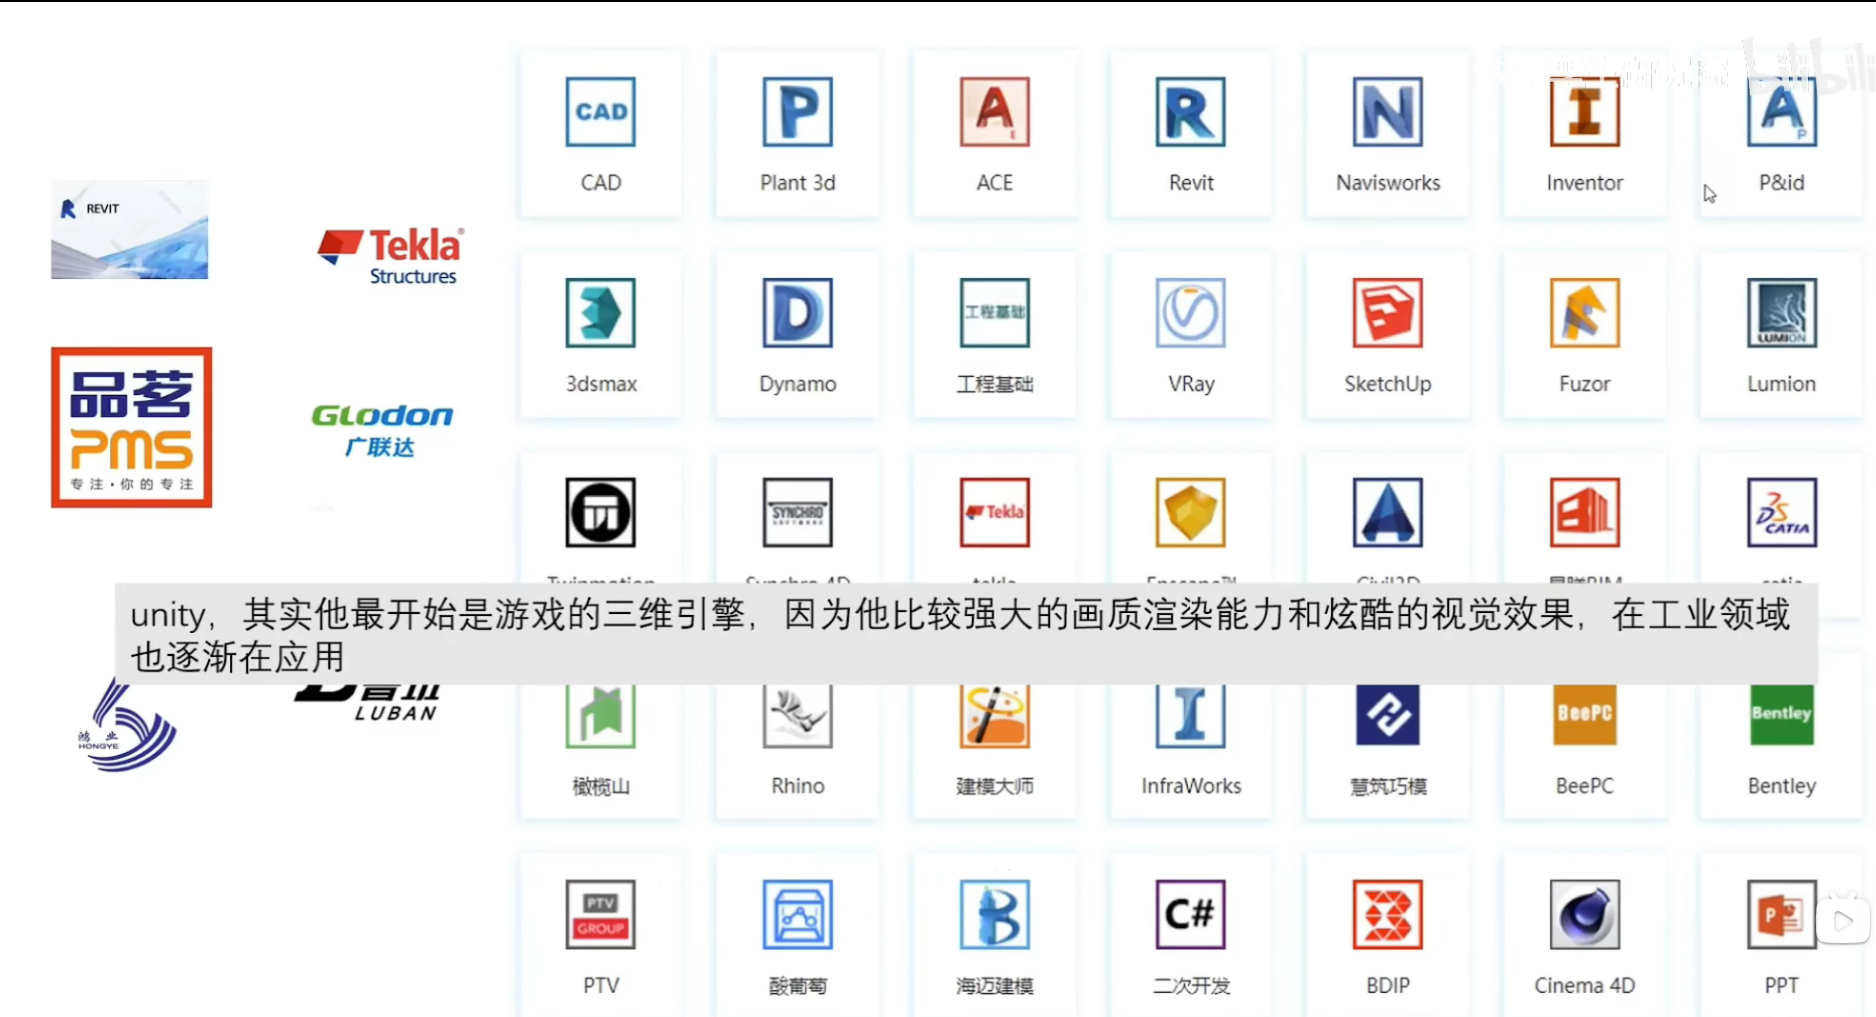 bilibili
CAD
P
A
E
R
N
I
A
P
CAD
Plant 3d
ACE
Revit
Navisworks
Inventor
P&id
R REVIT
Tekla
Structures
D
工程基础
LUMION
3dsmax
Dynamo
工程基础
VRay
SketchUp
Fuzor
Lumion
品茗
PMS
专注·你的专注
GLodon
广联达
SYNCHRO
Tekla
DS
CATIA
unity，其实他最开始是游戏的三维引擎，因为他比较强大的画质渲染能力和炫酷的视觉效果，在工业领域
也逐渐在应用
鸿业
HONGYE
LUBAN
I
BeePC
Bentley
橄榄山
Rhino
建模大师
InfraWorks
慧筑巧模
BeePC
Bentley
PTV
GROUP
B
C#
P
PTV
酸葡萄
海迈建模
二次开发
BDIP
Cinema 4D
PPT